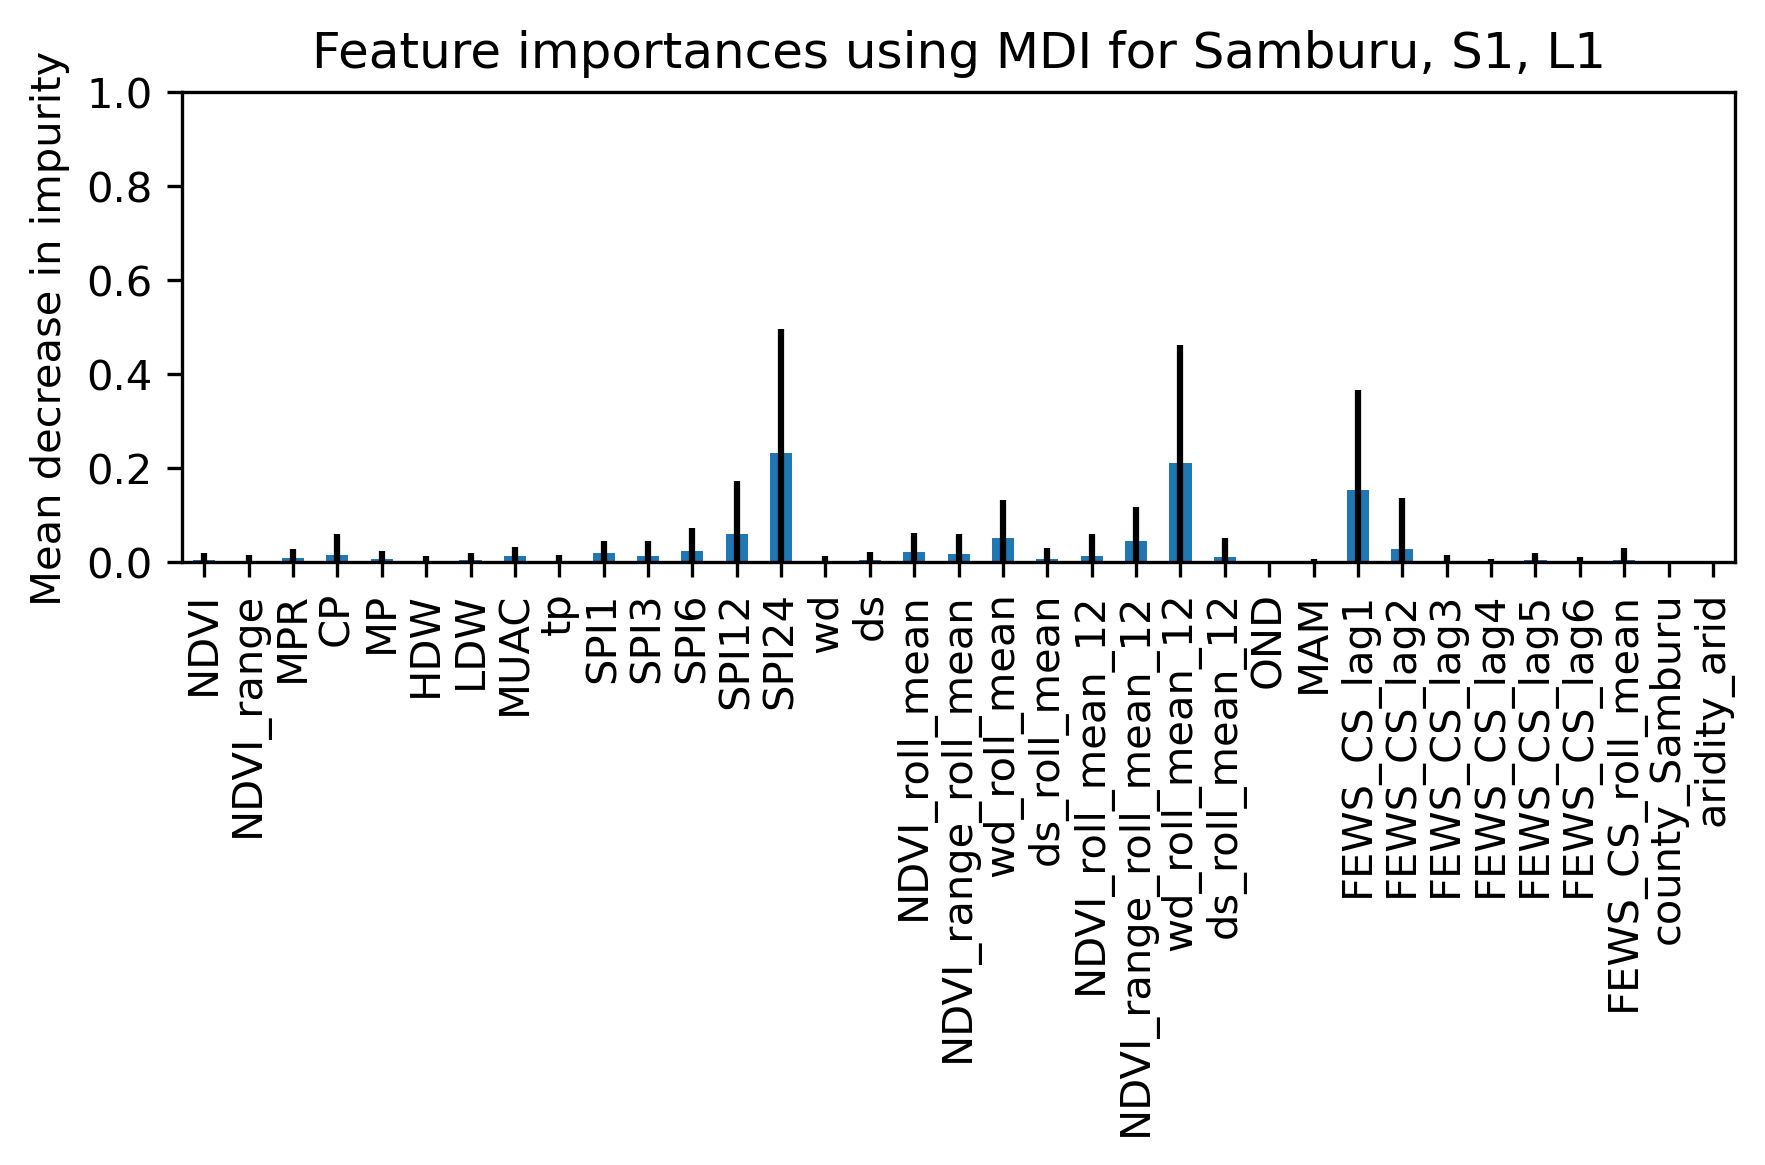 Feature importances using MDI for Samburu, S1, L1
Mean decrease in impurity
1.0
0.8
0.6
0.4
0.2
0.0
NDVI
NDVI_range
MPR
CP
MP
HDW
LDW
MUAC
tp
SPI1
SPI3
SPI6
SPI12
SPI24
wd
ds
NDVI_roll_mean
NDVI_range_roll_mean
wd_roll_mean
ds_roll_mean
NDVI_roll_mean_12
NDVI_range_roll_mean_12
wd_roll_mean_12
ds_roll_mean_12
OND
MAM
FEWS_CS_lag1
FEWS_CS_lag2
FEWS_CS_lag3
FEWS_CS_lag4
FEWS_CS_lag5
FEWS_CS_lag6
FEWS_CS_roll_mean
county_Samburu
aridity_arid